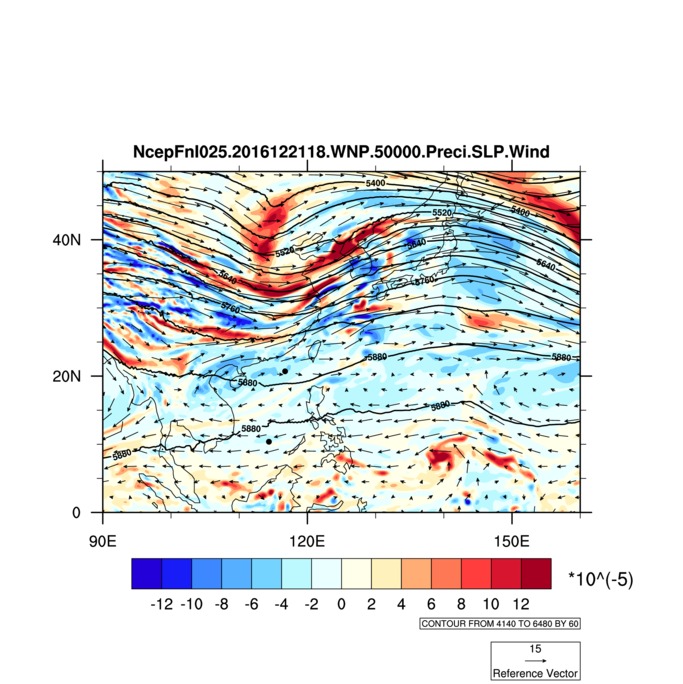 NcepFnl025.2016122118.WNP.50000.Preci.SLP.Wind
5400
5520
5400
40N
5520
5640
5640
5640
5760
5760
5880
5880
20N
5880
5880
5880
5880
0
90E 120E 150E
*10^(-5)
-12 -10 -8 -6 -4 -2 0 2 4 6 8 10 12
CONTOUR FROM 4140 TO 6480 BY 60
15
Reference Vector